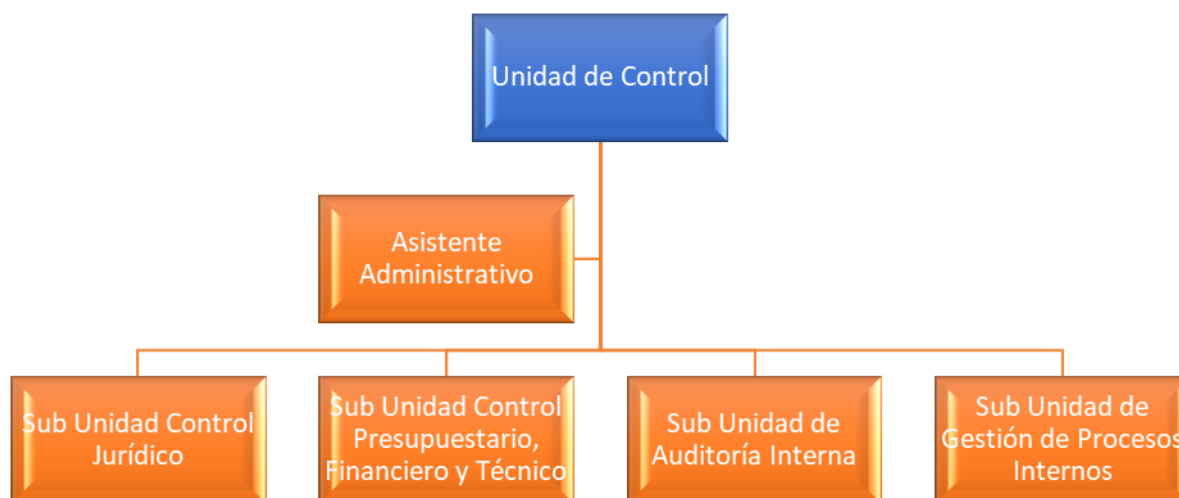 Unidad de Control
Asistente
Administrativo
Sub Unidad Control
Jurídico
Sub Unidad Control
Presupuestario,
Financiero y Técnico
Sub Unidad de
Auditoría Interna
Sub Unidad de
Gestión de Procesos
Internos